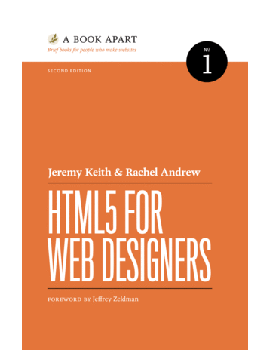 A BOOK APART
Brief books for people who make websites
No
1
SECOND EDITION
Jeremy Keith & Rachel Andrew
HTML5 FOR
WEB DESIGNERS
FOREWORD BY Jeffrey Zeldman